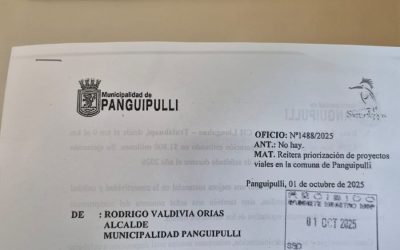 Municipalidad de
PANGUIPULLI
OFICIO: Nº1488/2025
ANT.: No hay.
MAT. Reitera priorización de proyectos
viales en la comuna de Panguipulli
Panguipulli, 01 de octubre de 2025
01 OCT 2025
DE : RODRIGO VALDIVIA ORIAS
ALCALDE
MUNICIPALIDAD PANGUIPULLI